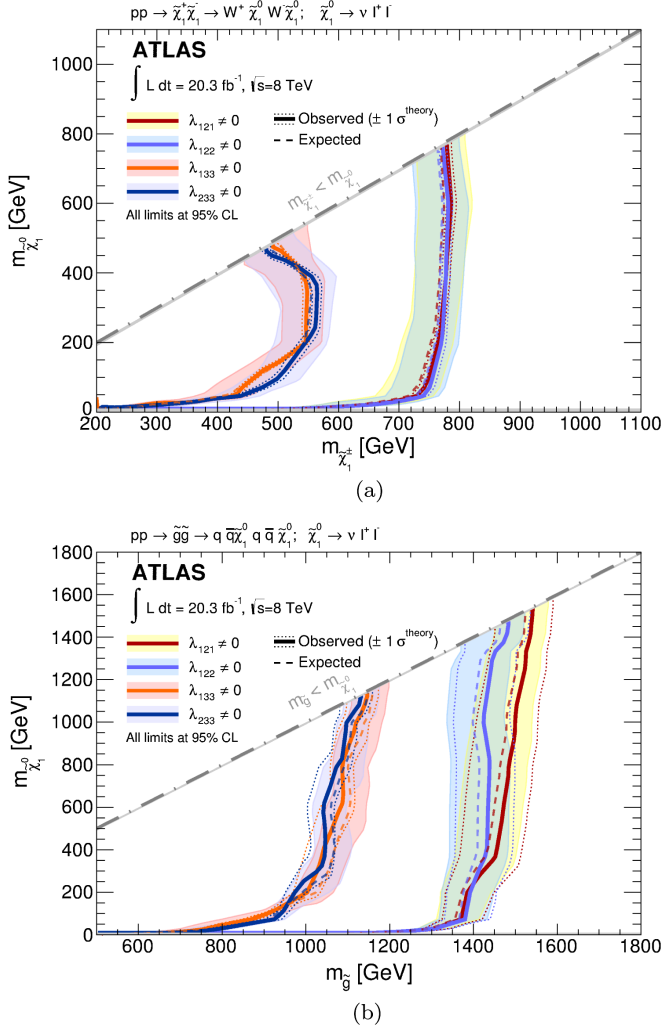 pp → χ̃₁⁺χ̃₁⁻ → W⁺ χ̃₁⁰ W⁻χ̃₁⁰; χ̃₁⁰ → ν l⁺ l⁻
ATLAS
∫ L dt = 20.3 fb⁻¹, √s=8 TeV
λ₁₂₁ ≠ 0
λ₁₂₂ ≠ 0
λ₁₃₃ ≠ 0
λ₂₃₃ ≠ 0
All limits at 95% CL
Observed (± 1 σ^theory)
Expected
m_χ̃₁± < m_χ̃₁⁰
m_χ̃₁⁰ [GeV]
1000
800
600
400
200
0
200 300 400 500 600 700 800 900 1000 1100
m_χ̃₁± [GeV]
(a)
pp → g̃g̃ → q q̅χ̃₁⁰ q q̅ χ̃₁⁰; χ̃₁⁰ → ν l⁺ l⁻
ATLAS
∫ L dt = 20.3 fb⁻¹, √s=8 TeV
λ₁₂₁ ≠ 0
λ₁₂₂ ≠ 0
λ₁₃₃ ≠ 0
λ₂₃₃ ≠ 0
All limits at 95% CL
Observed (± 1 σ^theory)
Expected
m_g̃ < m_χ̃₁⁰
m_χ̃₁⁰ [GeV]
1800
1600
1400
1200
1000
800
600
400
200
0
600 800 1000 1200 1400 1600 1800
m_g̃ [GeV]
(b)